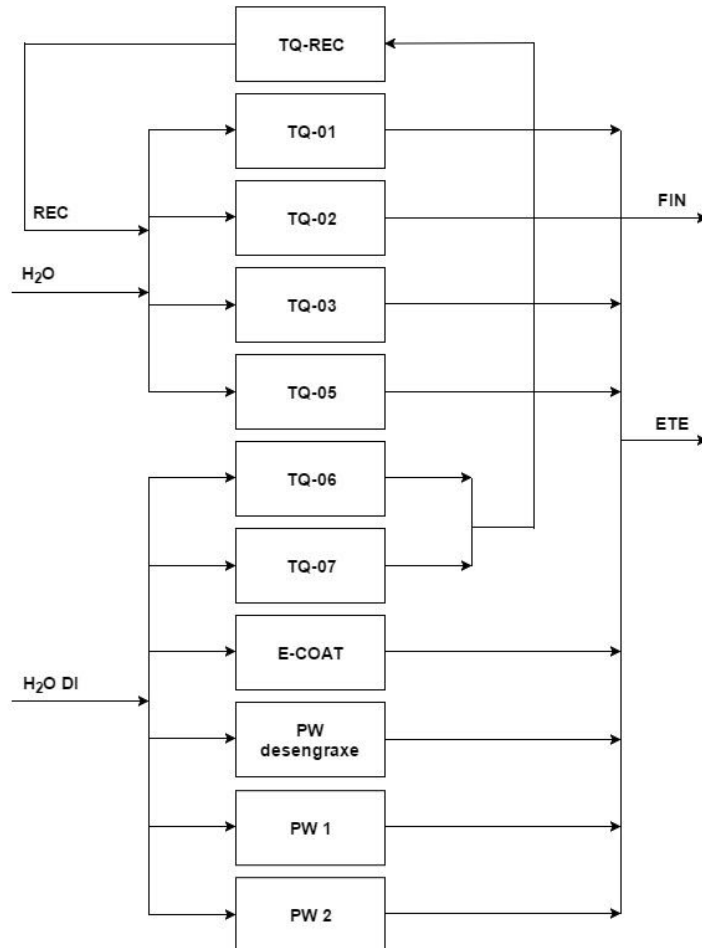 TQ-REC
TQ-01
REC
TQ-02
FIN
H₂O
TQ-03
TQ-05
ETE
TQ-06
TQ-07
E-COAT
H₂O DI
PW
desengraxe
PW 1
PW 2